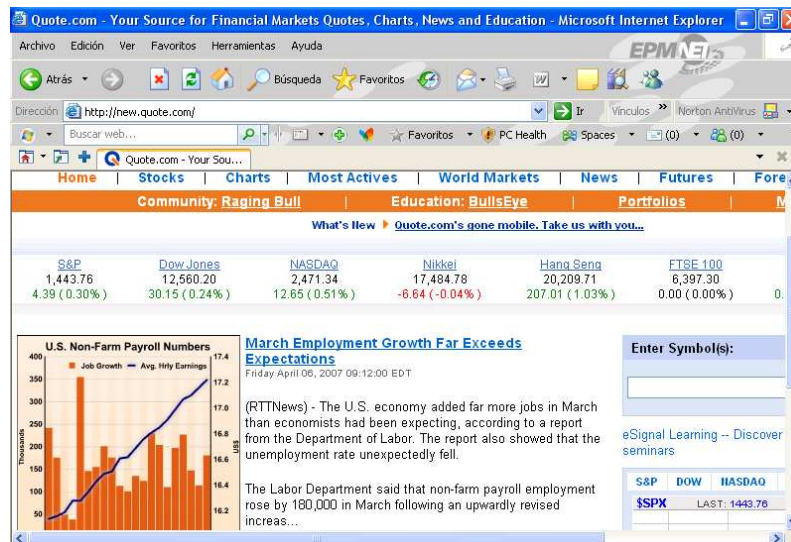 Quote.com - Your Source for Financial Markets Quotes, Charts, News and Education - Microsoft Internet Explorer
Archivo Edición Ver Favoritos Herramientas Ayuda
EPMNET5
Atrás Búsqueda Favoritos
Dirección http://new.quote.com/ Ir Vínculos » Norton AntiVirus
Buscar web... Favoritos PC Health Spaces (0) (0)
Quote.com - Your Sou...
Home | Stocks | Charts | Most Actives | World Markets | News | Futures | Fore
Community: Raging Bull | Education: BullsEye | Portfolios | M
What's New Quote.com's gone mobile. Take us with you...
S&P Dow Jones NASDAQ Nikkei Hang Seng FTSE 100
1,443.76 12,560.20 2,471.34 17,484.78 20,209.71 6,397.30
4.39 (0.30%) 30.15 (0.24%) 12.65 (0.51%) -6.64 (-0.04%) 207.01 (1.03%) 0.00 (0.00%) 0.
U.S. Non-Farm Payroll Numbers
Job Growth Avg. Hrly Earnings
400 17.4
350 17.2
300 17.0
250 16.8
200 16.6
150
100 16.2
50
Thousands
US$
March Employment Growth Far Exceeds
Expectations
Friday April 06, 2007 09:12:00 EDT
(RTTNews) - The U.S. economy added far more jobs in March
than economists had been expecting, according to a report
from the Department of Labor. The report also showed that the
unemployment rate unexpectedly fell.
The Labor Department said that non-farm payroll employment
rose by 180,000 in March following an upwardly revised
increas...
Enter Symbol(s):
eSignal Learning -- Discover
seminars
S&P DOW NASDAQ
$SPX LAST: 1443.76